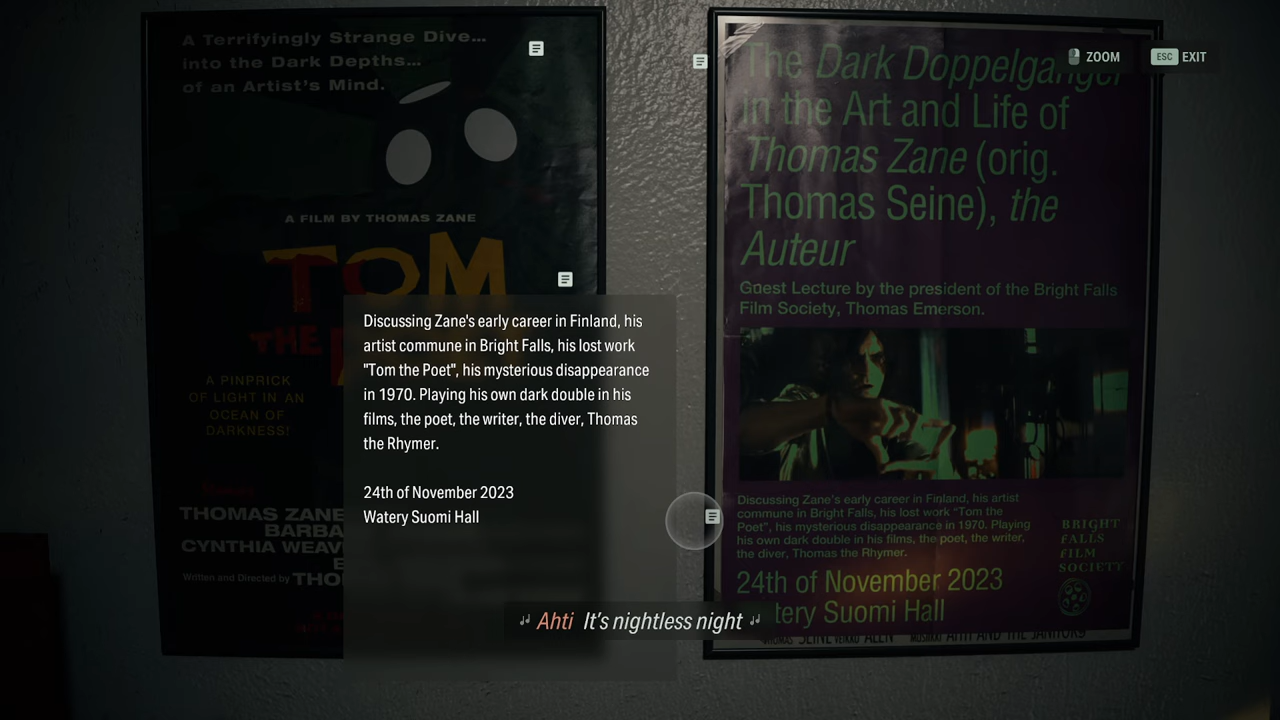 A Terrifyingly Strange Dive...
into the Dark Depths...
of an Artist's Mind.
A FILM BY THOMAS ZANE
TOM
THE
A PINPRICK
OF LIGHT IN AN
OCEAN OF
DARKNESS!
THOMAS ZANE
BARBA
CYNTHIA WEAV
Written and Directed by THO
Discussing Zane's early career in Finland, his
artist commune in Bright Falls, his lost work
"Tom the Poet", his mysterious disappearance
in 1970. Playing his own dark double in his
films, the poet, the writer, the diver, Thomas
the Rhymer.
24th of November 2023
Watery Suomi Hall
ZOOM
ESC EXIT
The Dark Doppelganger
in the Art and Life of
Thomas Zane (orig.
Thomas Seine), the
Auteur
Guest Lecture by the president of the Bright Falls
Film Society, Thomas Emerson.
Discussing Zane's early career in Finland, his artist
commune in Bright Falls, his lost work "Tom the
Poet", his mysterious disappearance in 1970. Playing
his own dark double in his films, the poet, the writer,
the diver, Thomas the Rhymer.
BRIGHT
FALLS
FILM
SOCIETY
24th of November 2023
tery Suomi Hall
AHTI AND THE JANITORS
Ahti It's nightless night